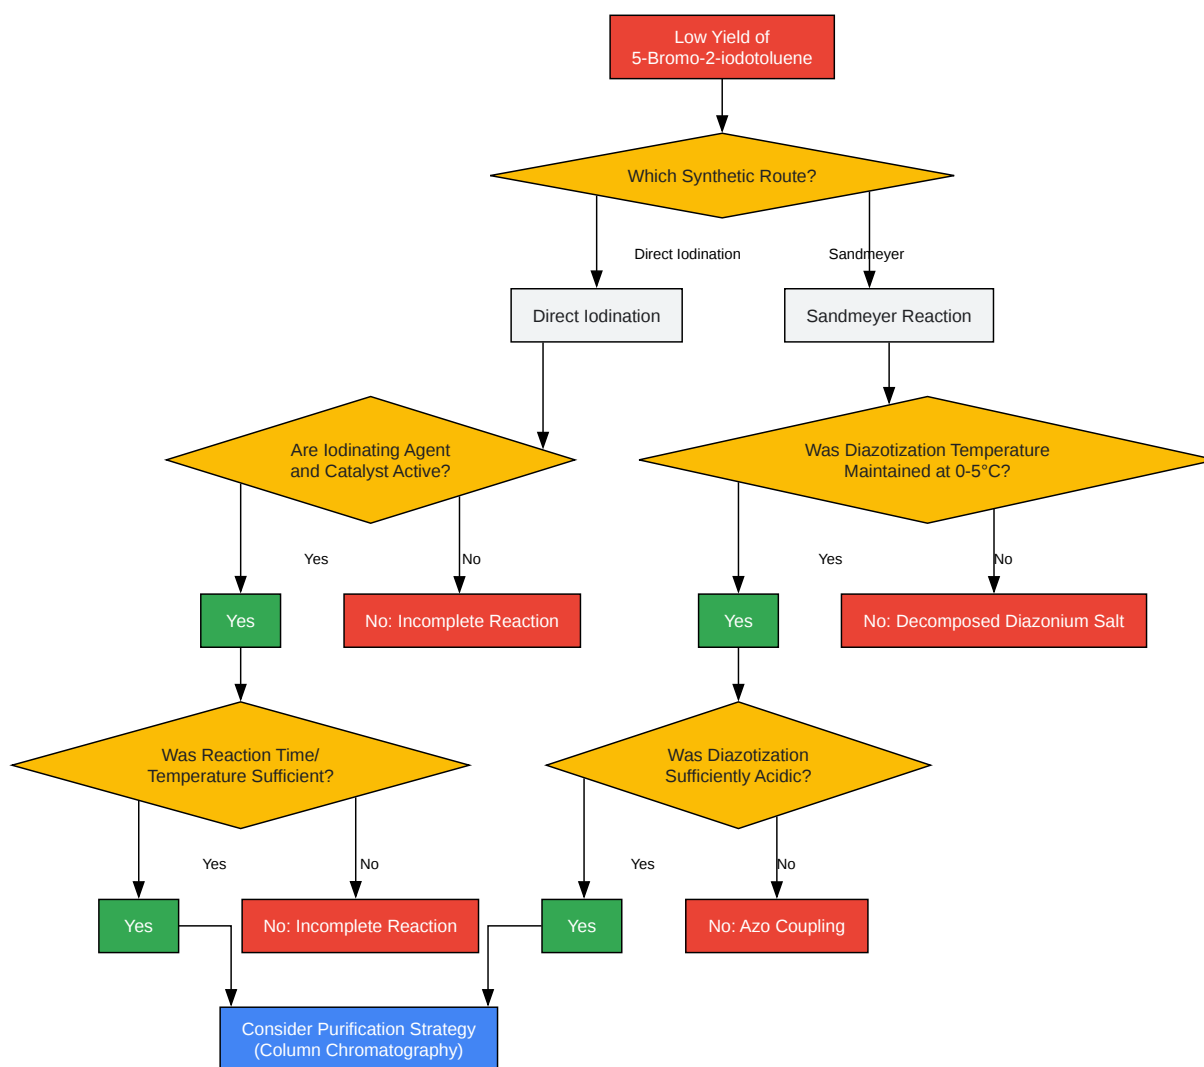 Low Yield of
5-Bromo-2-iodotoluene
Which Synthetic Route?
Direct Iodination
Sandmeyer
Direct Iodination
Sandmeyer Reaction
Are Iodinating Agent
and Catalyst Active?
Was Diazotization Temperature
Maintained at 0-5°C?
Yes
No
Yes
No
Yes
No: Incomplete Reaction
Yes
No: Decomposed Diazonium Salt
Was Reaction Time/
Temperature Sufficient?
Was Diazotization
Sufficiently Acidic?
Yes
No
Yes
No
Yes
No: Incomplete Reaction
Yes
No: Azo Coupling
Consider Purification Strategy
(Column Chromatography)